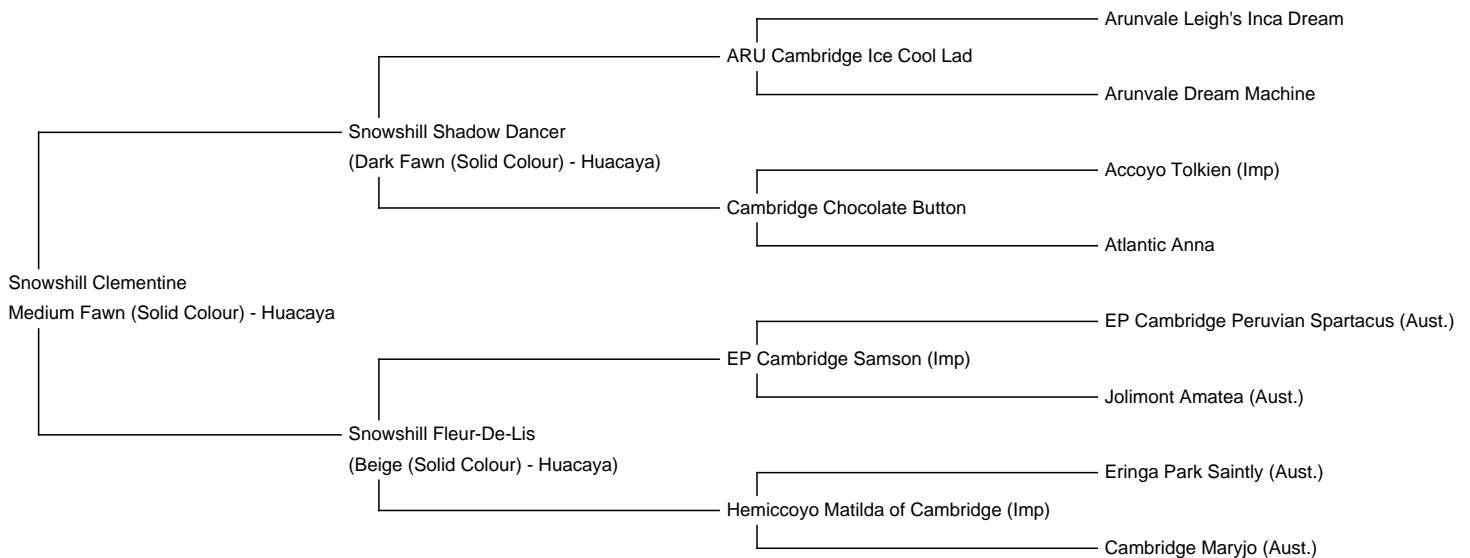 Arunvale Leigh's Inca Dream
ARU Cambridge Ice Cool Lad
Arunvale Dream Machine
Snowshill Shadow Dancer
(Dark Fawn (Solid Colour) - Huacaya)
Accoyo Tolkien (Imp)
Cambridge Chocolate Button
Atlantic Anna
Snowshill Clementine
Medium Fawn (Solid Colour) - Huacaya
EP Cambridge Peruvian Spartacus (Aust.)
EP Cambridge Samson (Imp)
Jolimont Amatea (Aust.)
Snowshill Fleur-De-Lis
(Beige (Solid Colour) - Huacaya)
Eringa Park Saintly (Aust.)
Hemiccoyo Matilda of Cambridge (Imp)
Cambridge Maryjo (Aust.)